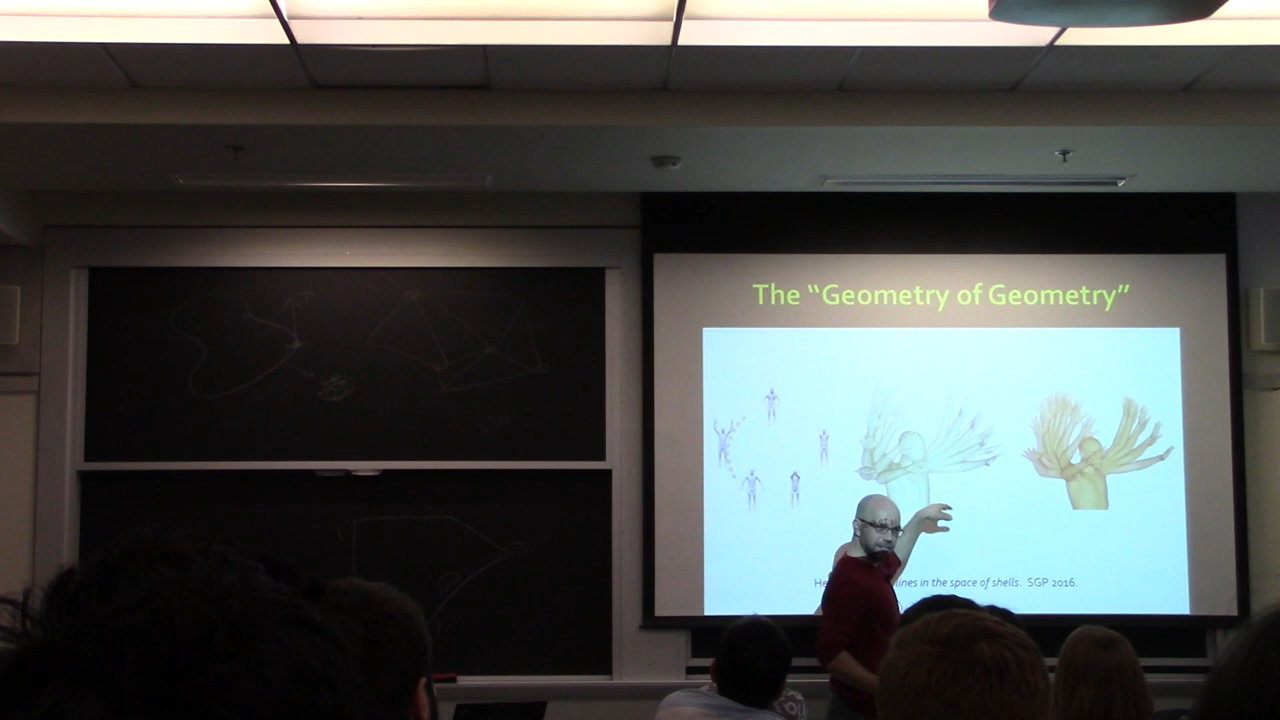 The “Geometry of Geometry”
lines in the space of shells. SGP 2016.